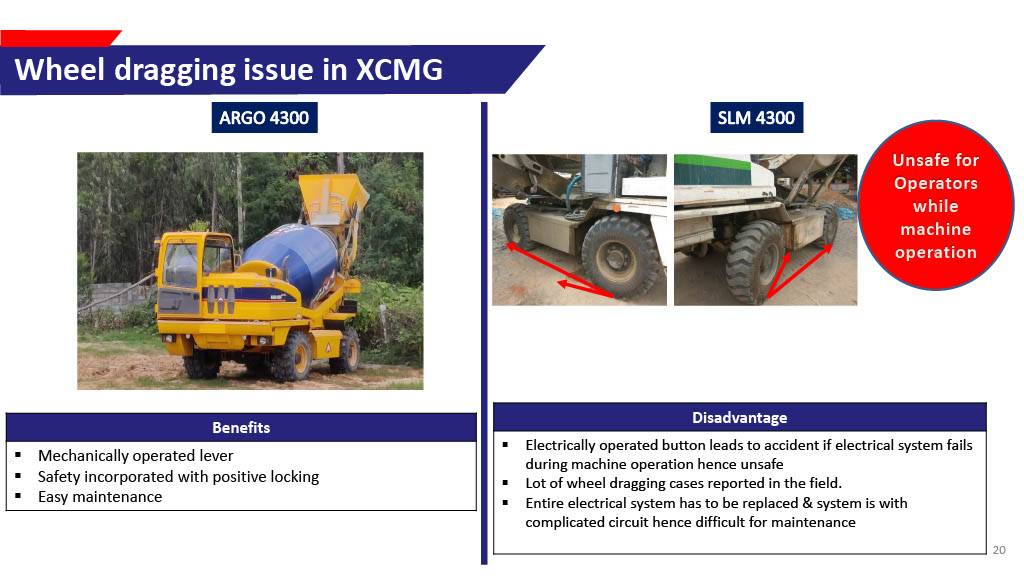 Wheel dragging issue in XCMG
ARGO 4300
Benefits
▪ Mechanically operated lever
▪ Safety incorporated with positive locking
▪ Easy maintenance
SLM 4300
Unsafe for
Operators
while
machine
operation
Disadvantage
▪ Electrically operated button leads to accident if electrical system fails
during machine operation hence unsafe
▪ Lot of wheel dragging cases reported in the field.
▪ Entire electrical system has to be replaced & system is with
complicated circuit hence difficult for maintenance
20